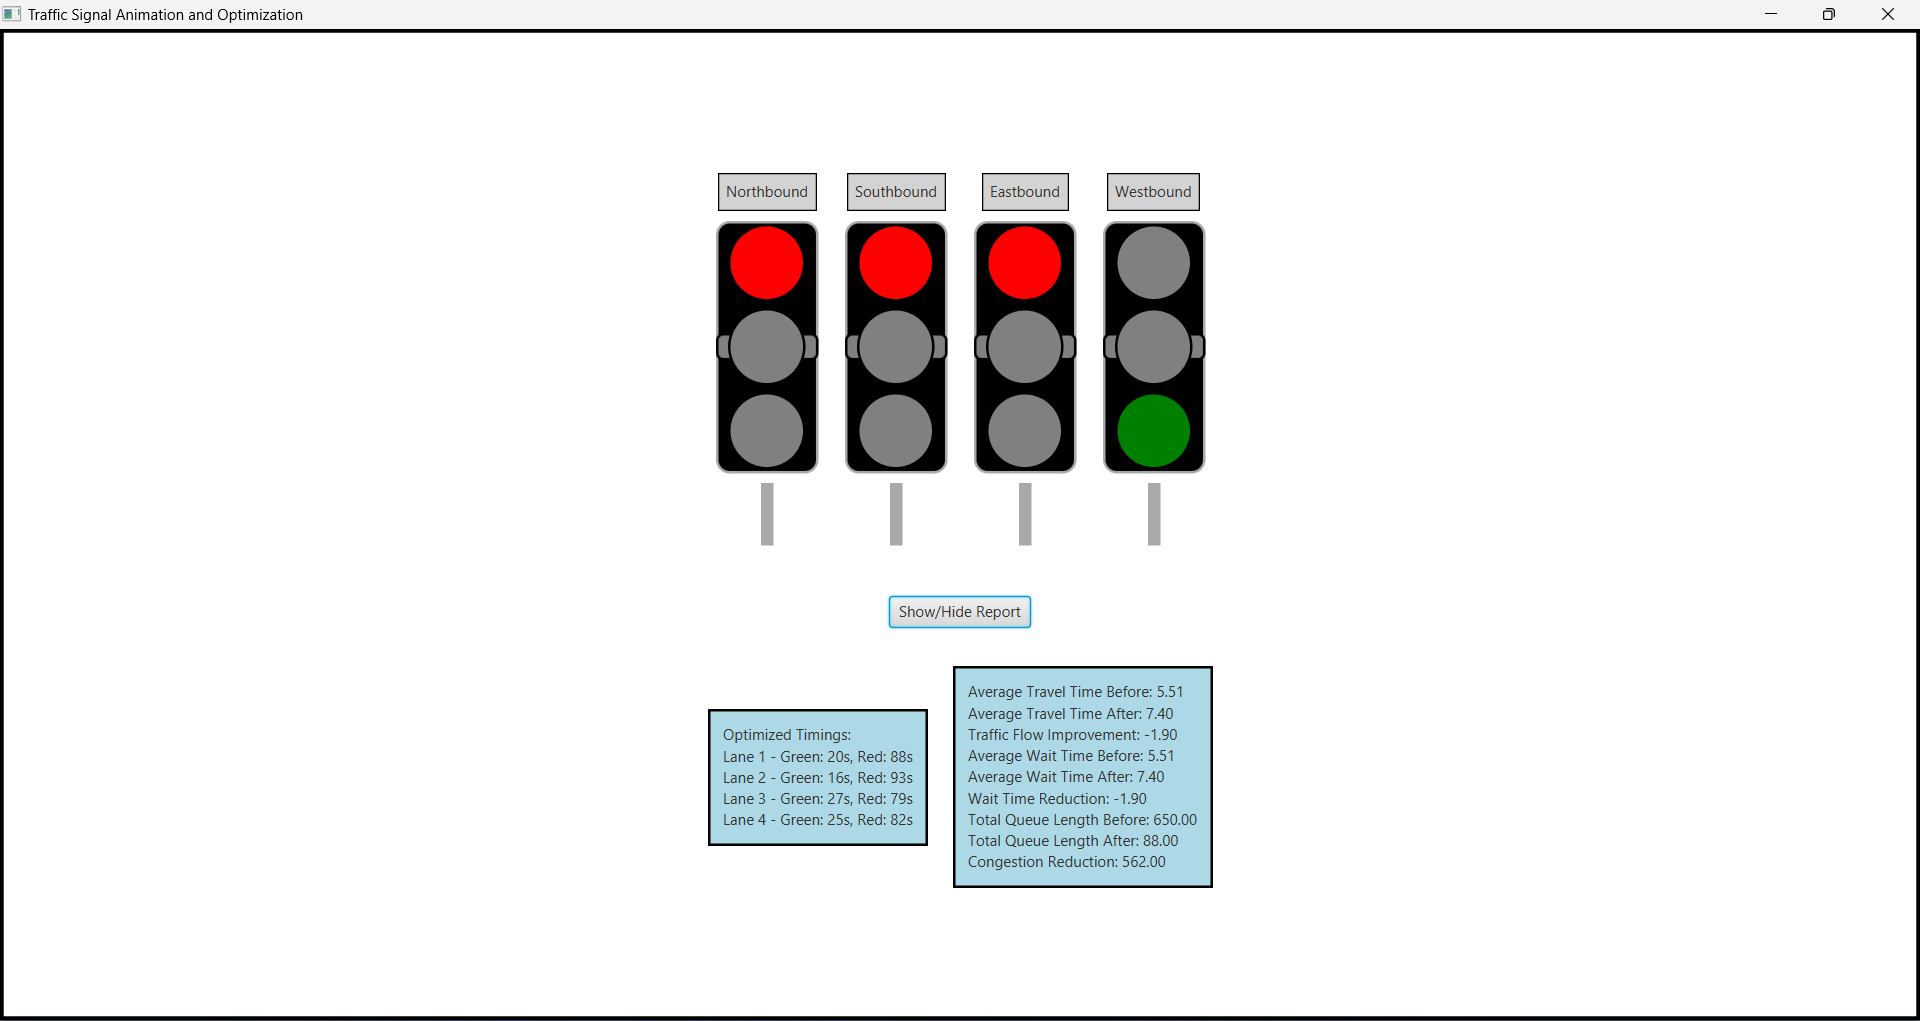 Traffic Signal Animation and Optimization
Northbound
Southbound
Eastbound
Westbound
Show/Hide Report
Optimized Timings:
Lane 1 - Green: 20s, Red: 88s
Lane 2 - Green: 16s, Red: 93s
Lane 3 - Green: 27s, Red: 79s
Lane 4 - Green: 25s, Red: 82s
Average Travel Time Before: 5.51
Average Travel Time After: 7.40
Traffic Flow Improvement: -1.90
Average Wait Time Before: 5.51
Average Wait Time After: 7.40
Wait Time Reduction: -1.90
Total Queue Length Before: 650.00
Total Queue Length After: 88.00
Congestion Reduction: 562.00